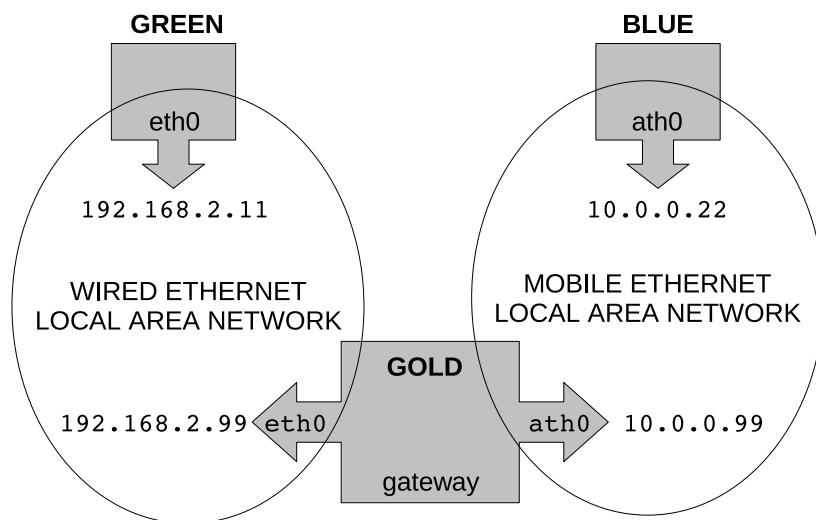 GREEN
BLUE
eth0
ath0
192.168.2.11
10.0.0.22
WIRED ETHERNET
LOCAL AREA NETWORK
MOBILE ETHERNET
LOCAL AREA NETWORK
GOLD
192.168.2.99
eth0
ath0
10.0.0.99
gateway